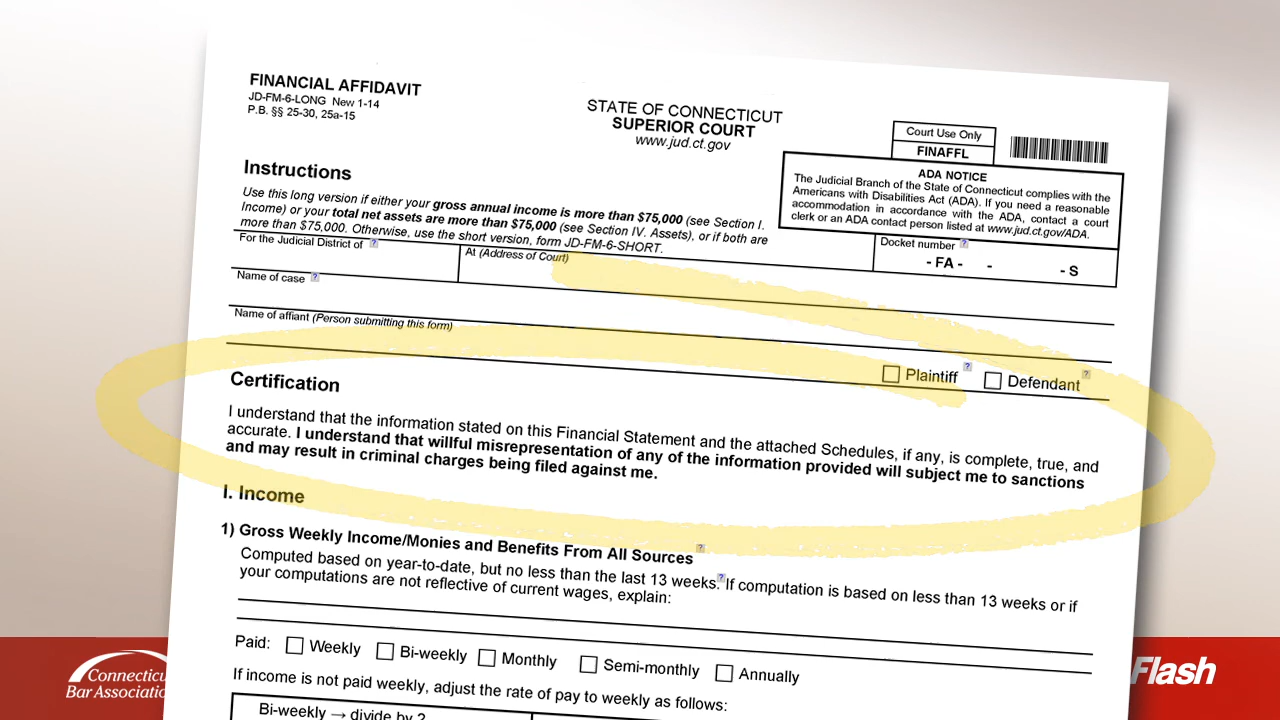 FINANCIAL AFFIDAVIT
JD-FM-6-LONG New 1-14
P.B. §§ 25-30, 25a-15
STATE OF CONNECTICUT
SUPERIOR COURT
www.jud.ct.gov
Court Use Only
FINAFFL
Instructions
Use this long version if either your gross annual income is more than $75,000 (see Section I.
Income) or your total net assets are more than $75,000 (see Section IV. Assets), or if both are
more than $75,000. Otherwise, use the short version, form JD-FM-6-SHORT.
ADA NOTICE
The Judicial Branch of the State of Connecticut complies with the
Americans with Disabilities Act (ADA). If you need a reasonable
accommodation in accordance with the ADA, contact a court
clerk or an ADA contact person listed at www.jud.ct.gov/ADA.
For the Judicial District of ?
At (Address of Court)
Docket number ?
- FA - - - S
Name of case ?
Name of affiant (Person submitting this form)
Plaintiff ? Defendant ?
Certification
I understand that the information stated on this Financial Statement and the attached Schedules, if any, is complete, true, and
accurate. I understand that willful misrepresentation of any of the information provided will subject me to sanctions
and may result in criminal charges being filed against me.
I. Income
1) Gross Weekly Income/Monies and Benefits From All Sources ?
Computed based on year-to-date, but no less than the last 13 weeks. ? If computation is based on less than 13 weeks or if
your computations are not reflective of current wages, explain:
Paid: Weekly Bi-weekly Monthly Semi-monthly Annually
If income is not paid weekly, adjust the rate of pay to weekly as follows:
Bi-weekly → divide by 2
Connecticu
Bar Associatio
Flash